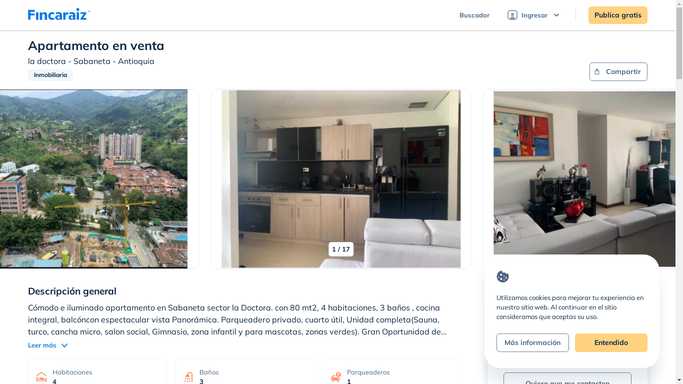 Fincaraiz
Buscador
Ingresar
Publica gratis
Apartamento en venta
la doctora - Sabaneta - Antioquia
Inmobiliaria
Compartir
1 / 17
Descripción general
Cómodo e iluminado apartamento en Sabaneta sector la Doctora. con 80 mt2, 4 habitaciones, 3 baños , cocina
integral, balcóncon espectacular vista Panorámica. Parqueadero privado, cuarto útil, Unidad completa(Sauna,
turco, cancha micro, salon social, Gimnasio, zona infantil y para mascotas, zonas verdes). Gran Oportunidad de...
Leer más
Habitaciones
4
Baños
3
Parqueaderos
1
Utilizamos cookies para mejorar tu experiencia en
nuestro sitio web. Al continuar en el sitio
consideramos que aceptas su uso.
Más información
Entendido
Quiero que me contacten